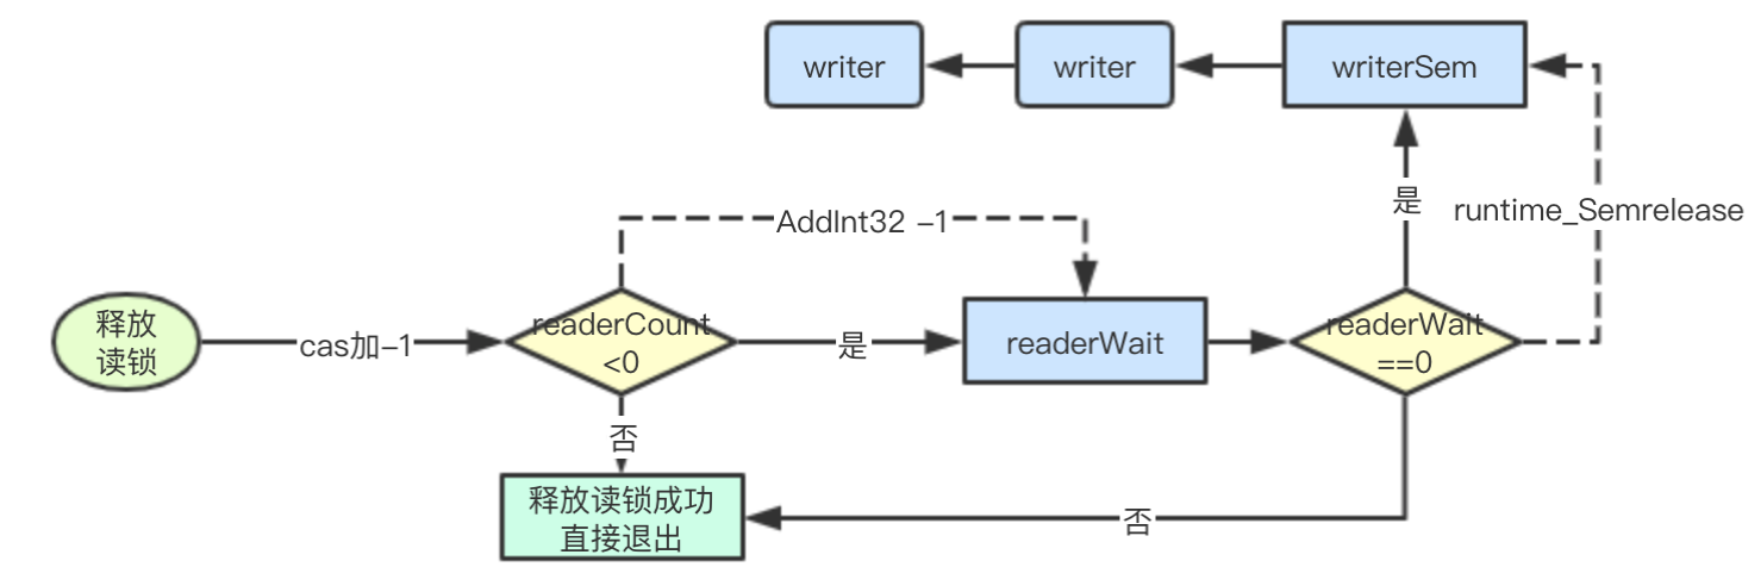 writer
writer
writerSem
是
runtime_Semrelease
AddInt32 -1
释放
读锁
cas加-1
readerCount
<0
是
readerWait
readerWait
==0
否
释放读锁成功
直接退出
否